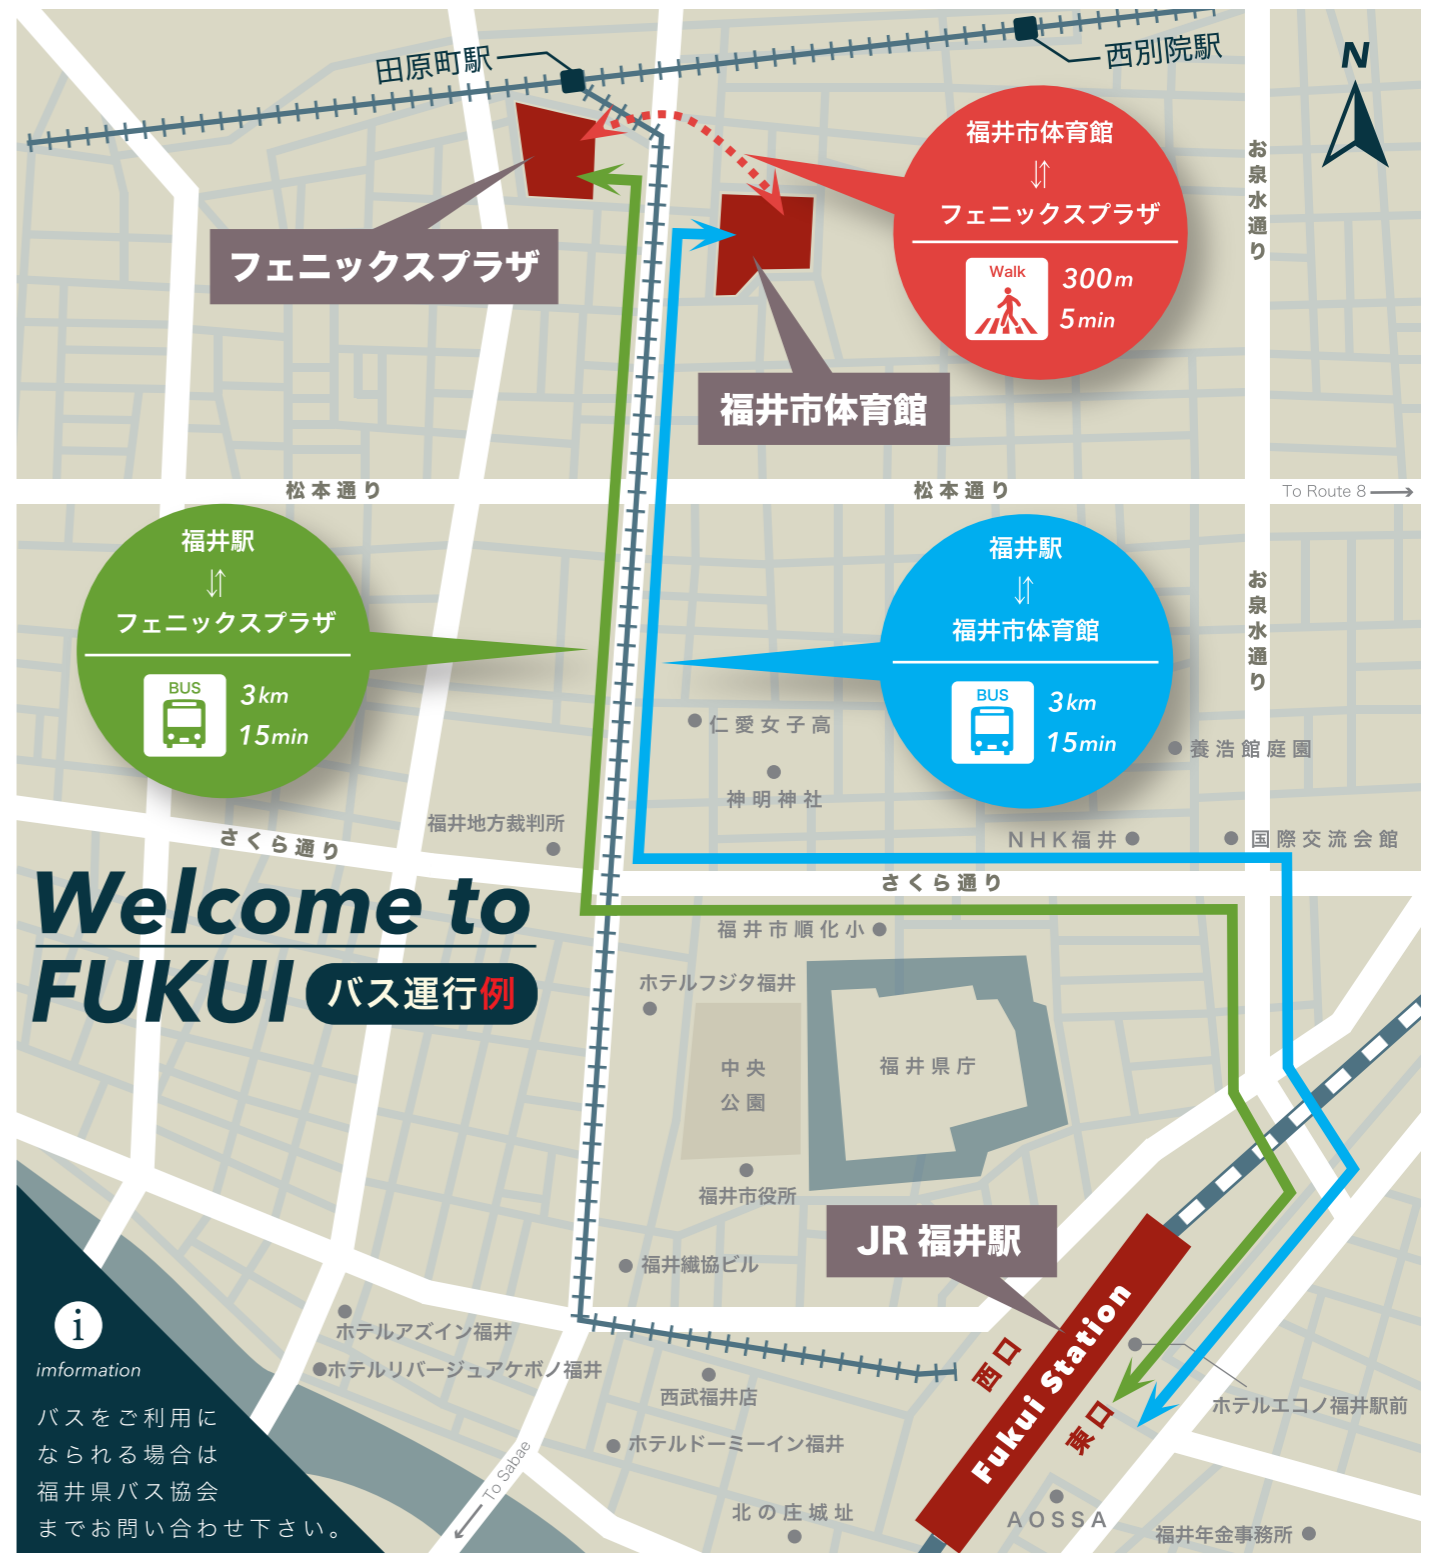 田原町駅
西別院駅
N
福井市体育館
⇵
フェニックスプラザ
Walk
300m
5min
お泉水通り
フェニックスプラザ
福井市体育館
松本通り
松本通り
To Route 8
福井駅
⇵
フェニックスプラザ
BUS
3km
15min
福井駅
⇵
福井市体育館
BUS
3km
15min
お泉水通り
仁愛女子高
養浩館庭園
神明神社
福井地方裁判所
さくら通り
NHK福井
国際交流会館
さくら通り
Welcome to
FUKUI バス運行例
福井市順化小
ホテルフジタ福井
中央
公園
福井県庁
福井市役所
JR 福井駅
福井繊協ビル
Fukui Station
西口
東口
i
imformation
バスをご利用に
なられる場合は
福井県バス協会
までお問い合わせ下さい。
ホテルアズイン福井
ホテルリバージュアケボノ福井
西武福井店
ホテルエコノ福井駅前
ホテルドーミーイン福井
To Sabae
北の庄城址
AOSSA
福井年金事務所